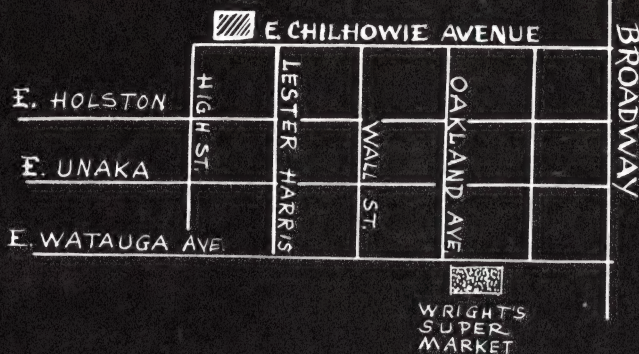 E. CHILHOWIE AVENUE
BROADWAY
E. HOLSTON
HIGH ST.
LESTER HARRIS
WALL ST.
OAKLAND AVE
E. UNAKA
E. WATAUGA AVE.
WRIGHT'S
SUPER
MARKET